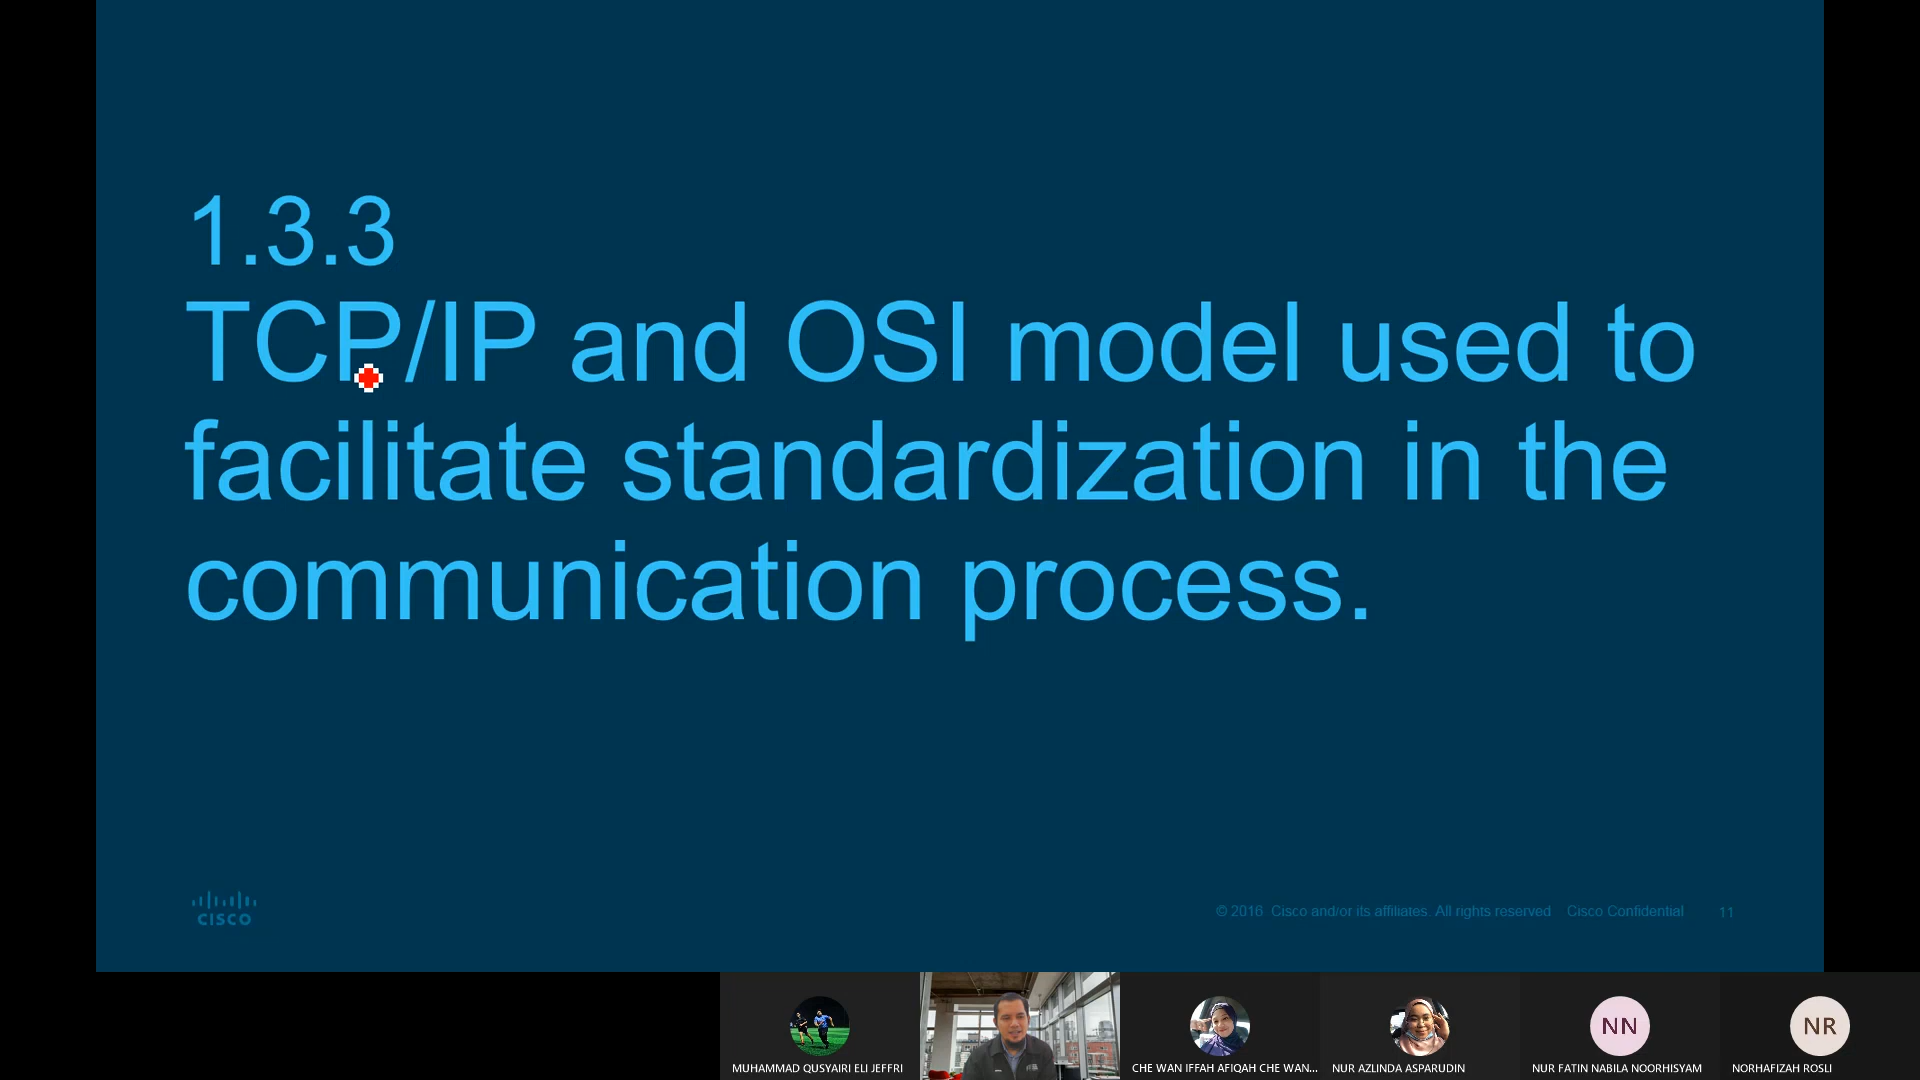 1.3.3
TCP/IP and OSI model used to
facilitate standardization in the
communication process.
CISCO
© 2016 Cisco and/or its affiliates. All rights reserved Cisco Confidential 11
MUHAMMAD QUSYAIRI ELI JEFFRI
CHE WAN IFFAH AFIQAH CHE WAN...
NUR AZLINDA ASPARUDIN
NN
NUR FATIN NABILA NOORHISYAM
NR
NORHAFIZAH ROSLI